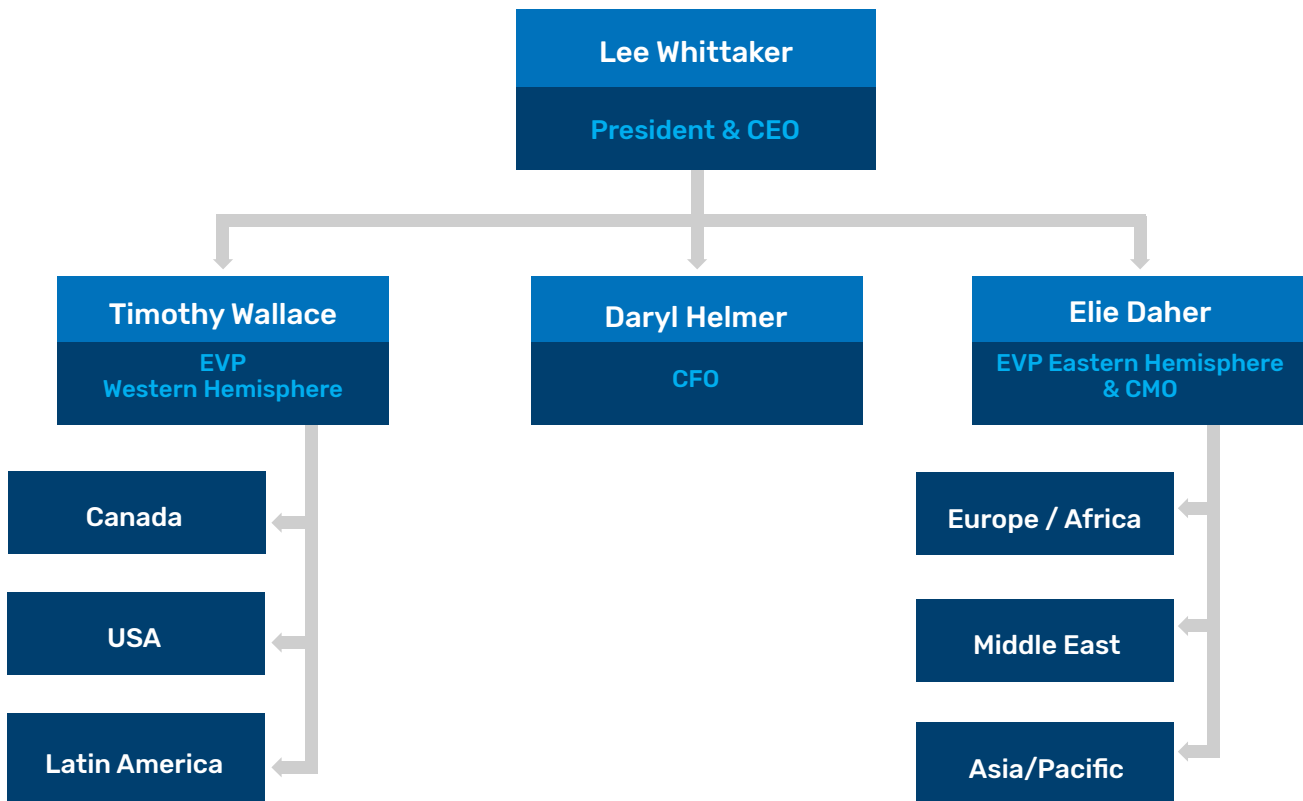 Lee Whittaker
President & CEO
Timothy Wallace
EVP
Western Hemisphere
Daryl Helmer
CFO
Elie Daher
EVP Eastern Hemisphere
& CMO
Canada
USA
Latin America
Europe / Africa
Middle East
Asia/Pacific